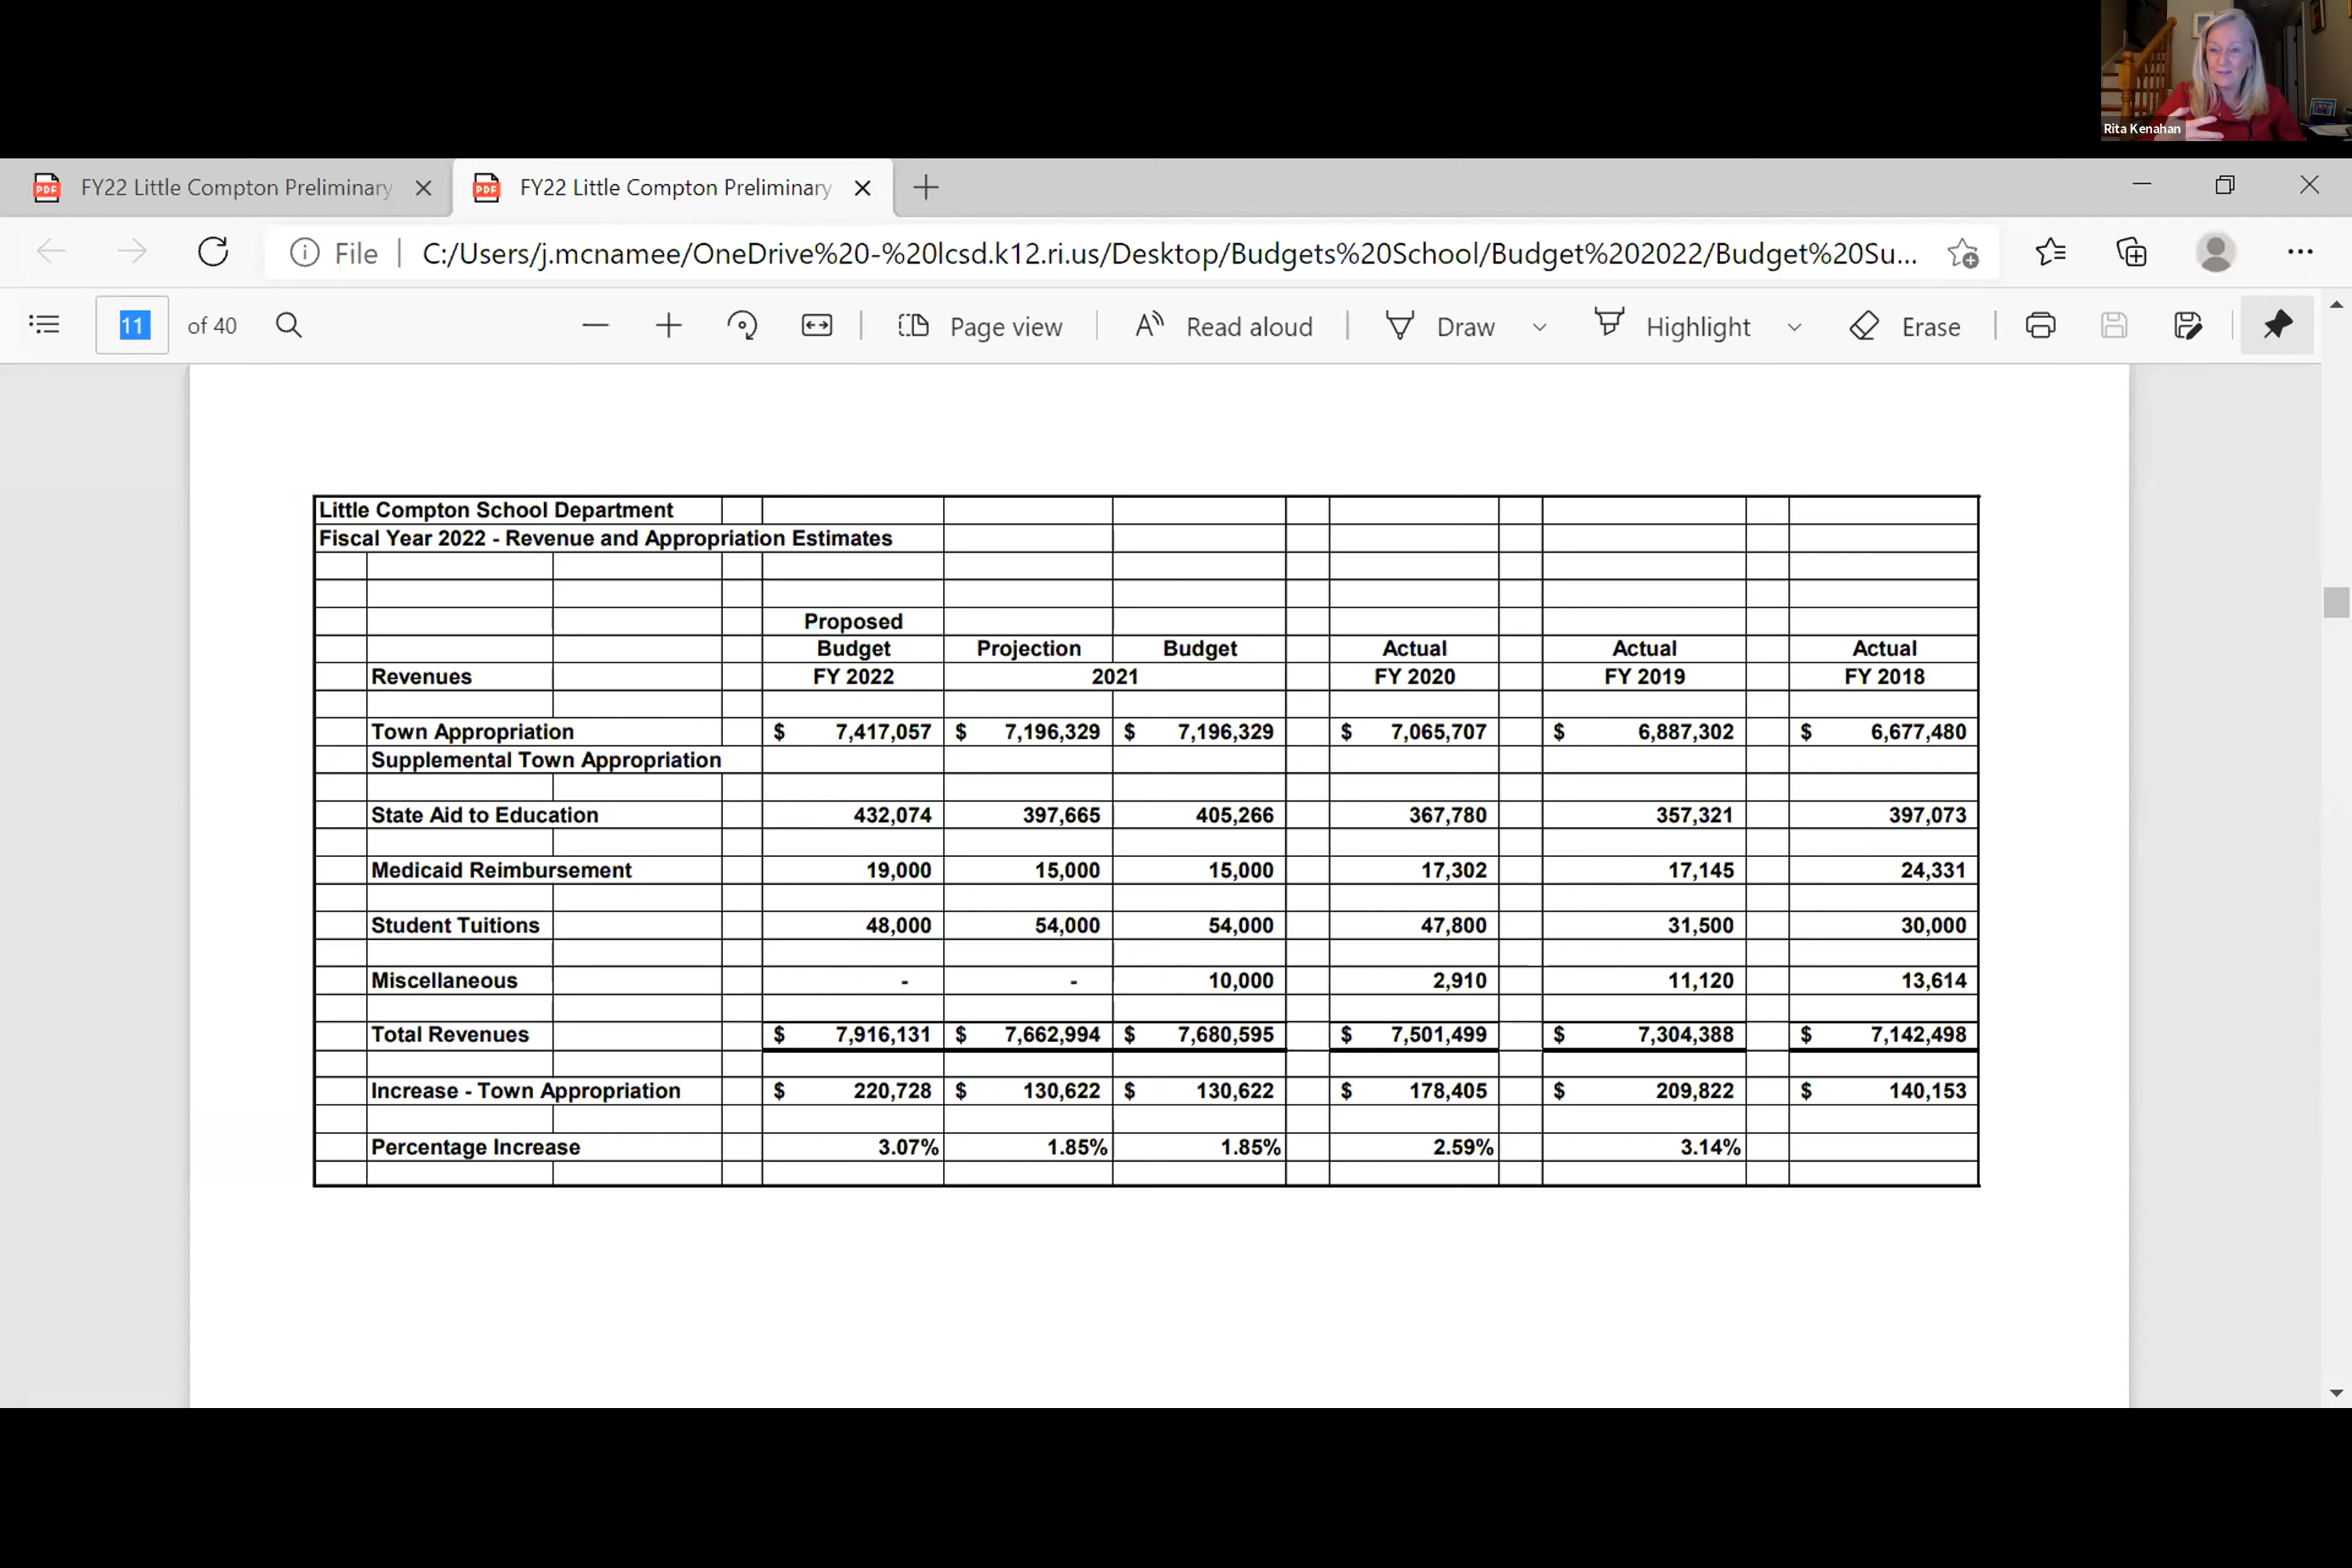 Rita Kenahan
FY22 Little Compton Preliminary
FY22 Little Compton Preliminary
File C:/Users/j.mcnamee/OneDrive%20-%20lcsd.k12.ri.us/Desktop/Budgets%20School/Budget%202022/Budget%20Su...
11 of 40 Page view Read aloud Draw Highlight Erase
Little Compton School Department
Fiscal Year 2022 - Revenue and Appropriation Estimates
Proposed
Budget Projection Budget Actual Actual Actual
Revenues FY 2022 2021 FY 2020 FY 2019 FY 2018
Town Appropriation $ 7,417,057 $ 7,196,329 $ 7,196,329 $ 7,065,707 $ 6,887,302 $ 6,677,480
Supplemental Town Appropriation
State Aid to Education 432,074 397,665 405,266 367,780 357,321 397,073
Medicaid Reimbursement 19,000 15,000 15,000 17,302 17,145 24,331
Student Tuitions 48,000 54,000 54,000 47,800 31,500 30,000
Miscellaneous - - 10,000 2,910 11,120 13,614
Total Revenues $ 7,916,131 $ 7,662,994 $ 7,680,595 $ 7,501,499 $ 7,304,388 $ 7,142,498
Increase - Town Appropriation $ 220,728 $ 130,622 $ 130,622 $ 178,405 $ 209,822 $ 140,153
Percentage Increase 3.07% 1.85% 1.85% 2.59% 3.14%